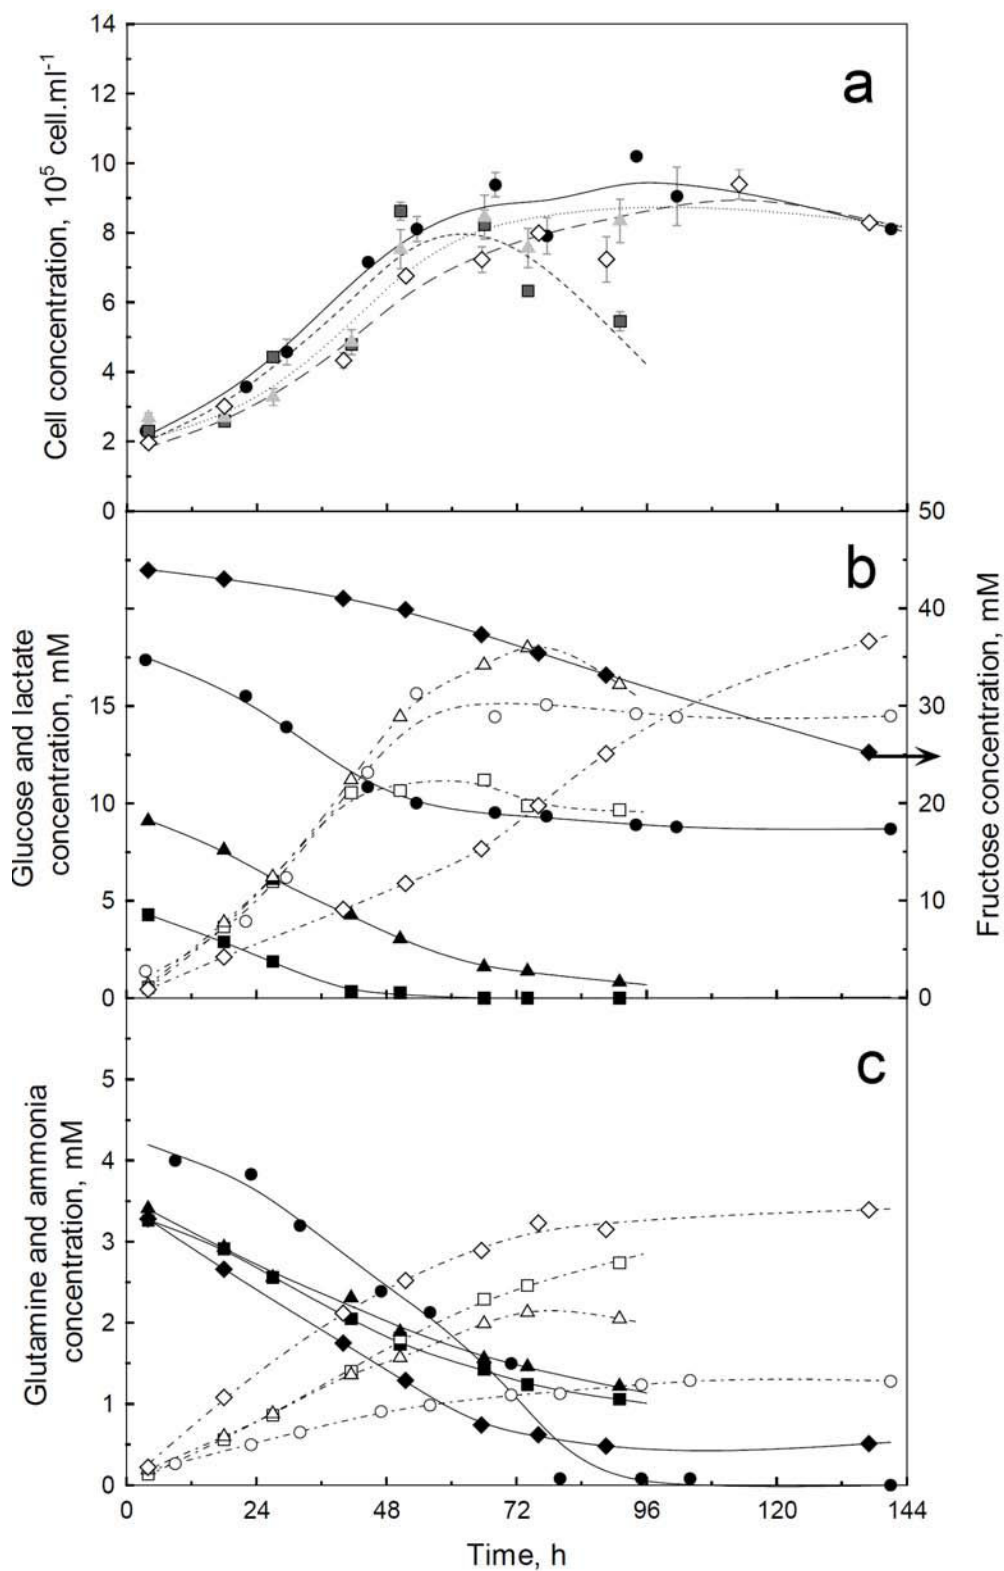 14
12
10
8
6
4
2
0
Cell concentration, 10⁵ cell.ml⁻¹
a
15
10
5
0
Glucose and lactate
concentration, mM
b
50
40
30
20
10
0
Fructose concentration, mM
5
4
3
2
1
0
Glutamine and ammonia
concentration, mM
c
0 24 48 72 96 120 144
Time, h